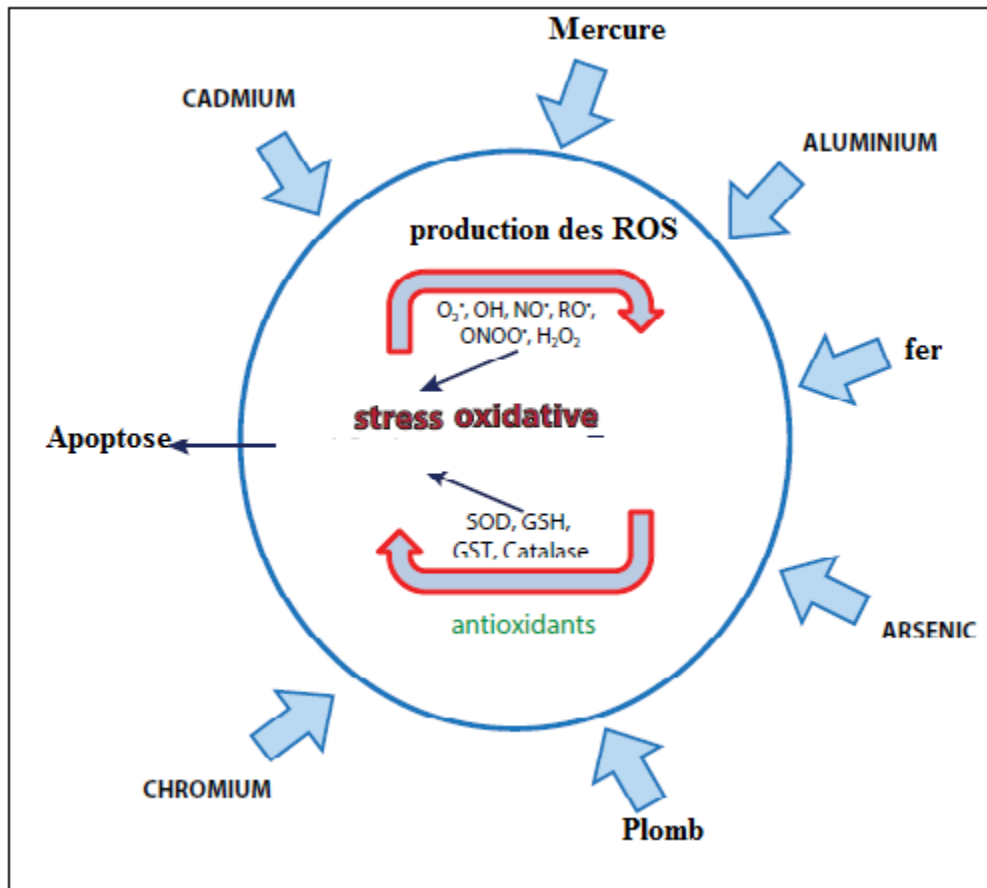 Mercure
CADMIUM
ALUMINIUM
production des ROS
O₂•, OH, NO•, RO•,
ONOO•, H₂O₂
fer
stress oxidative
Apoptose
SOD, GSH,
GST, Catalase
antioxidants
ARSENIC
CHROMIUM
Plomb